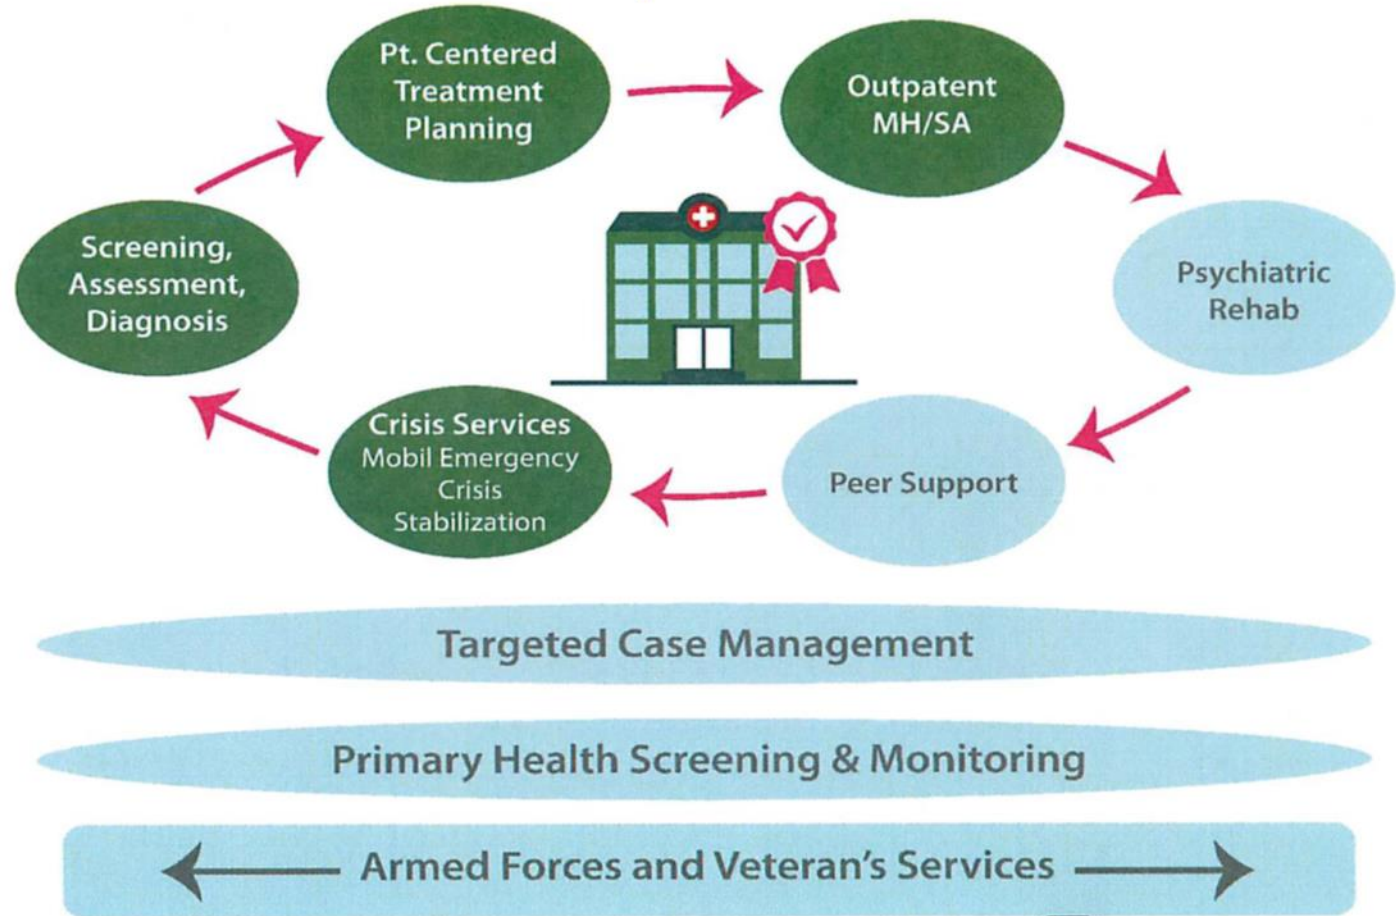 Pt. Centered
Treatment
Planning
Outpatent
MH/SA
Screening,
Assessment,
Diagnosis
Psychiatric
Rehab
Crisis Services
Mobil Emergency
Crisis
Stabilization
Peer Support
Targeted Case Management
Primary Health Screening & Monitoring
Armed Forces and Veteran's Services